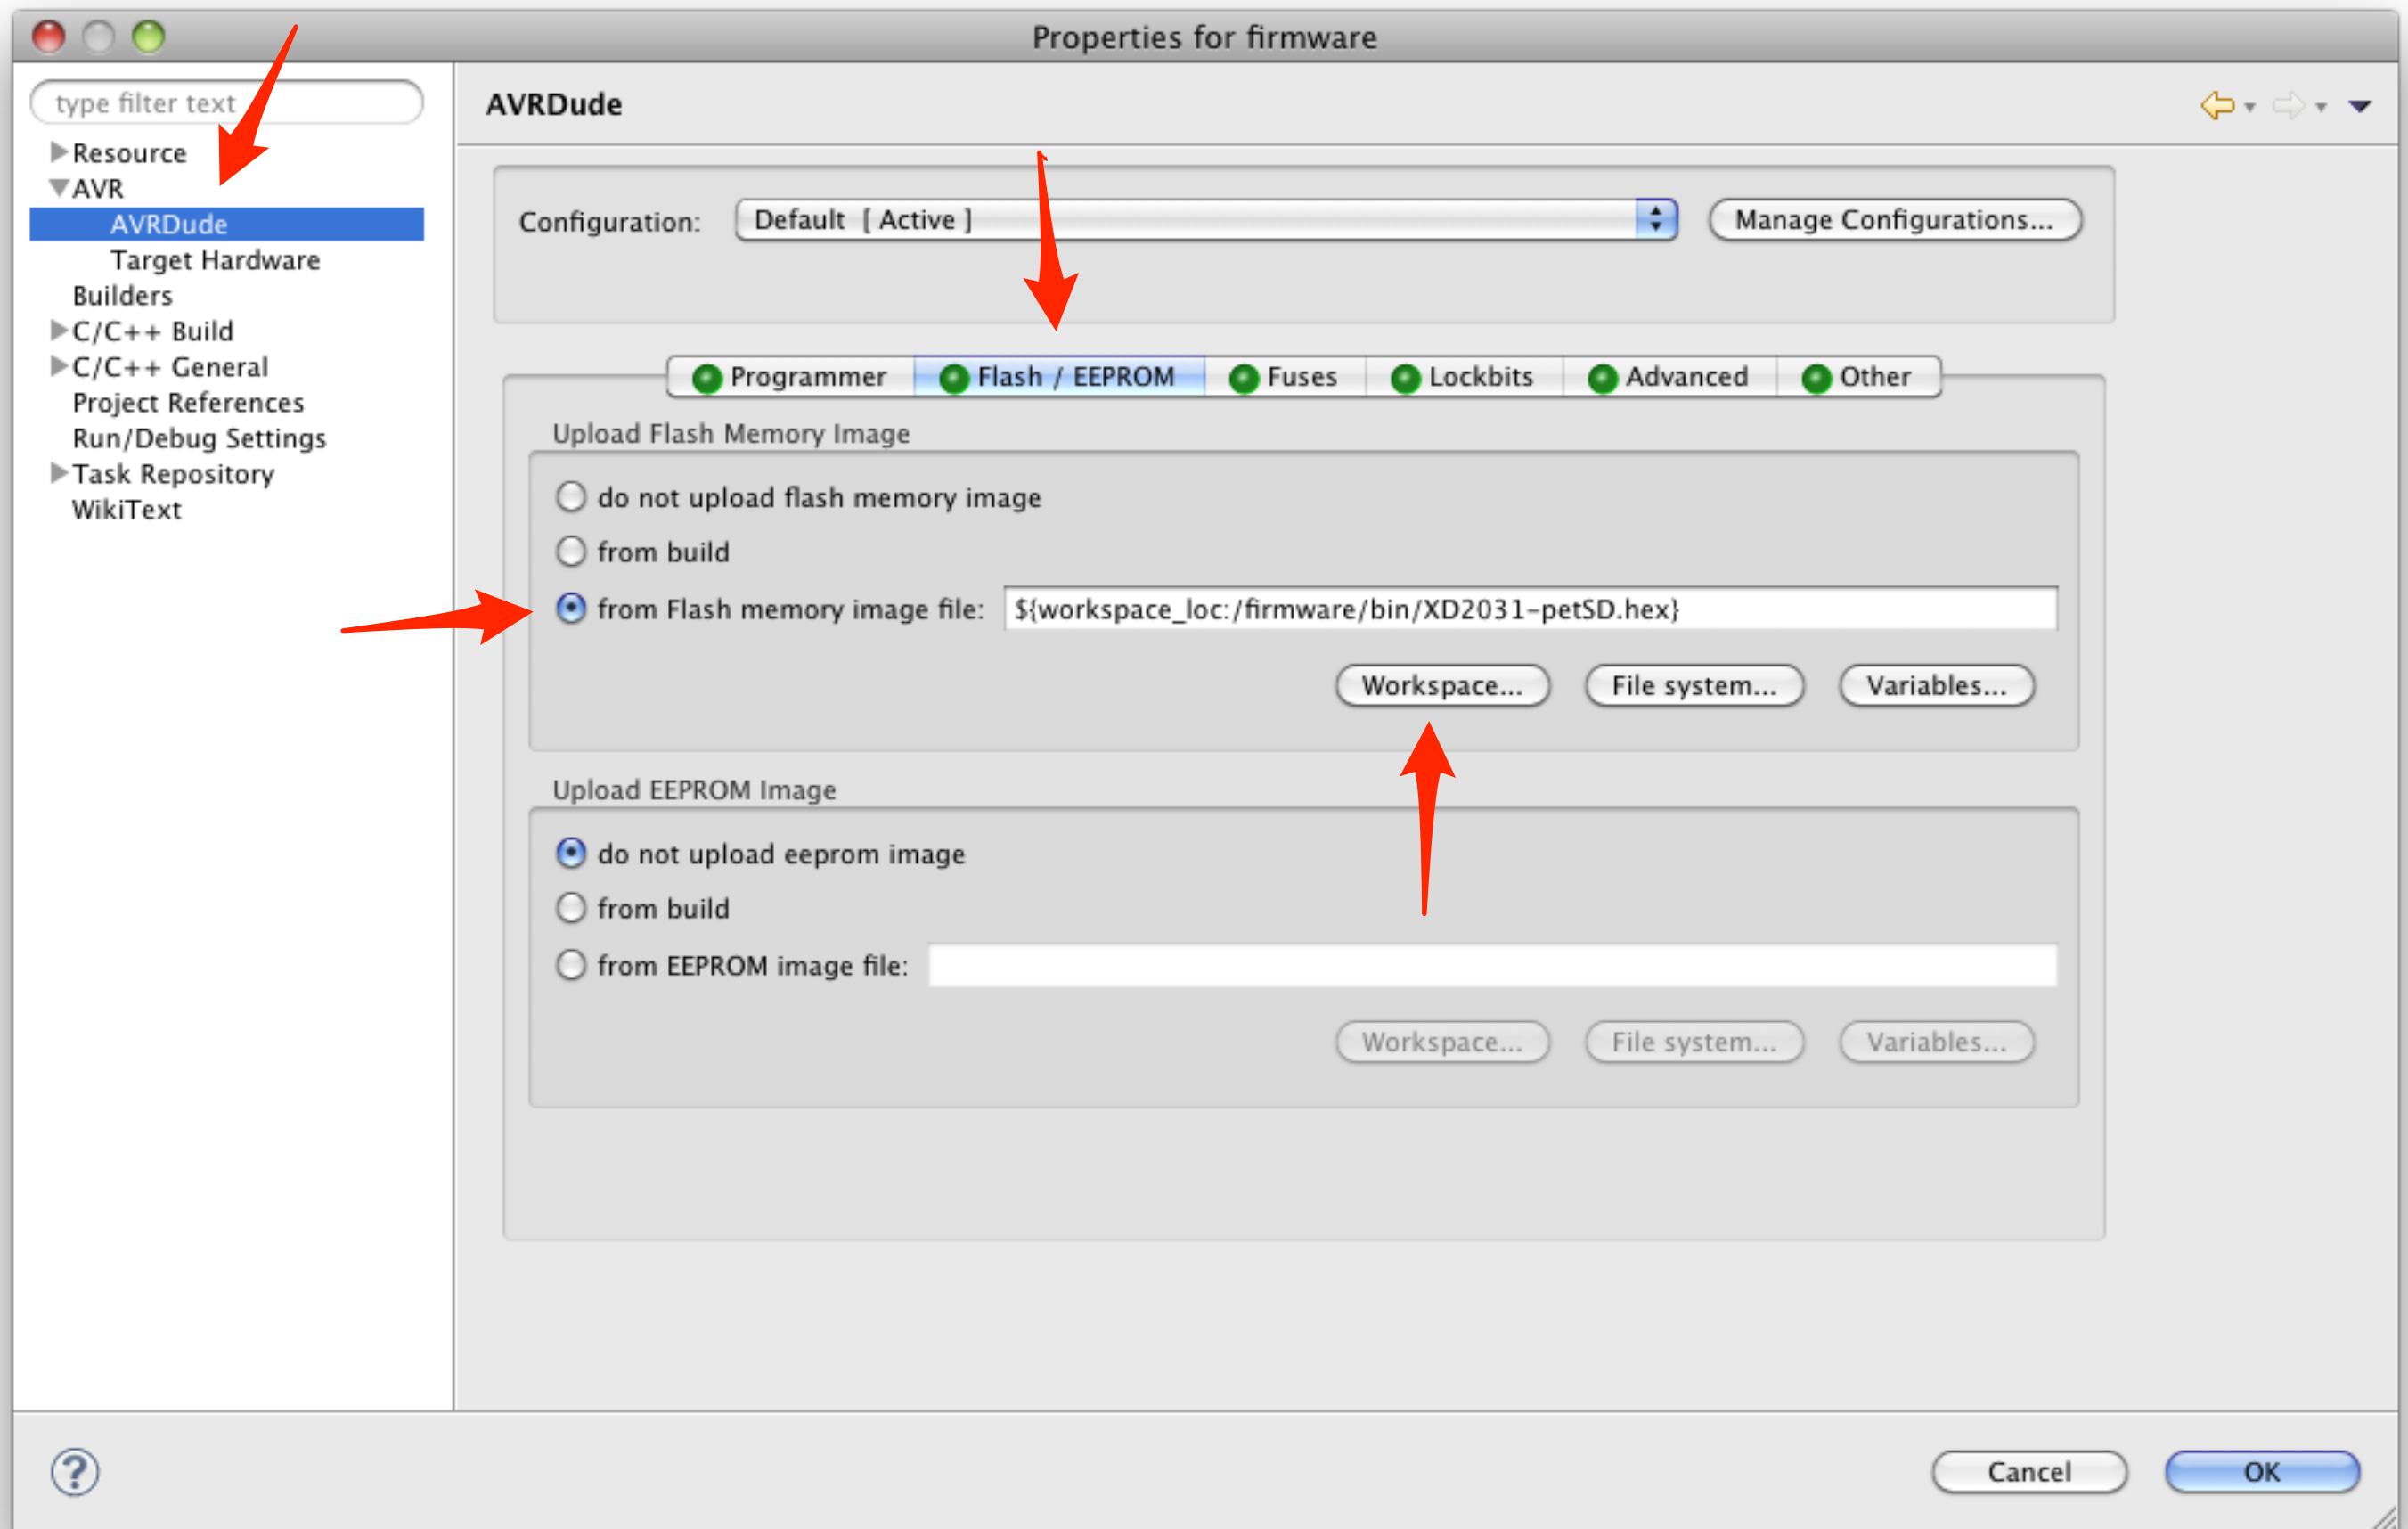 Properties for firmware
type filter text
Resource
AVR
AVRDude
Target Hardware
Builders
C/C++ Build
C/C++ General
Project References
Run/Debug Settings
Task Repository
WikiText
AVRDude
Configuration: Default [ Active ] Manage Configurations...
Programmer Flash / EEPROM Fuses Lockbits Advanced Other
Upload Flash Memory Image
do not upload flash memory image
from build
from Flash memory image file: ${workspace_loc:/firmware/bin/XD2031-petSD.hex}
Workspace... File system... Variables...
Upload EEPROM Image
do not upload eeprom image
from build
from EEPROM image file:
Workspace... File system... Variables...
? Cancel OK